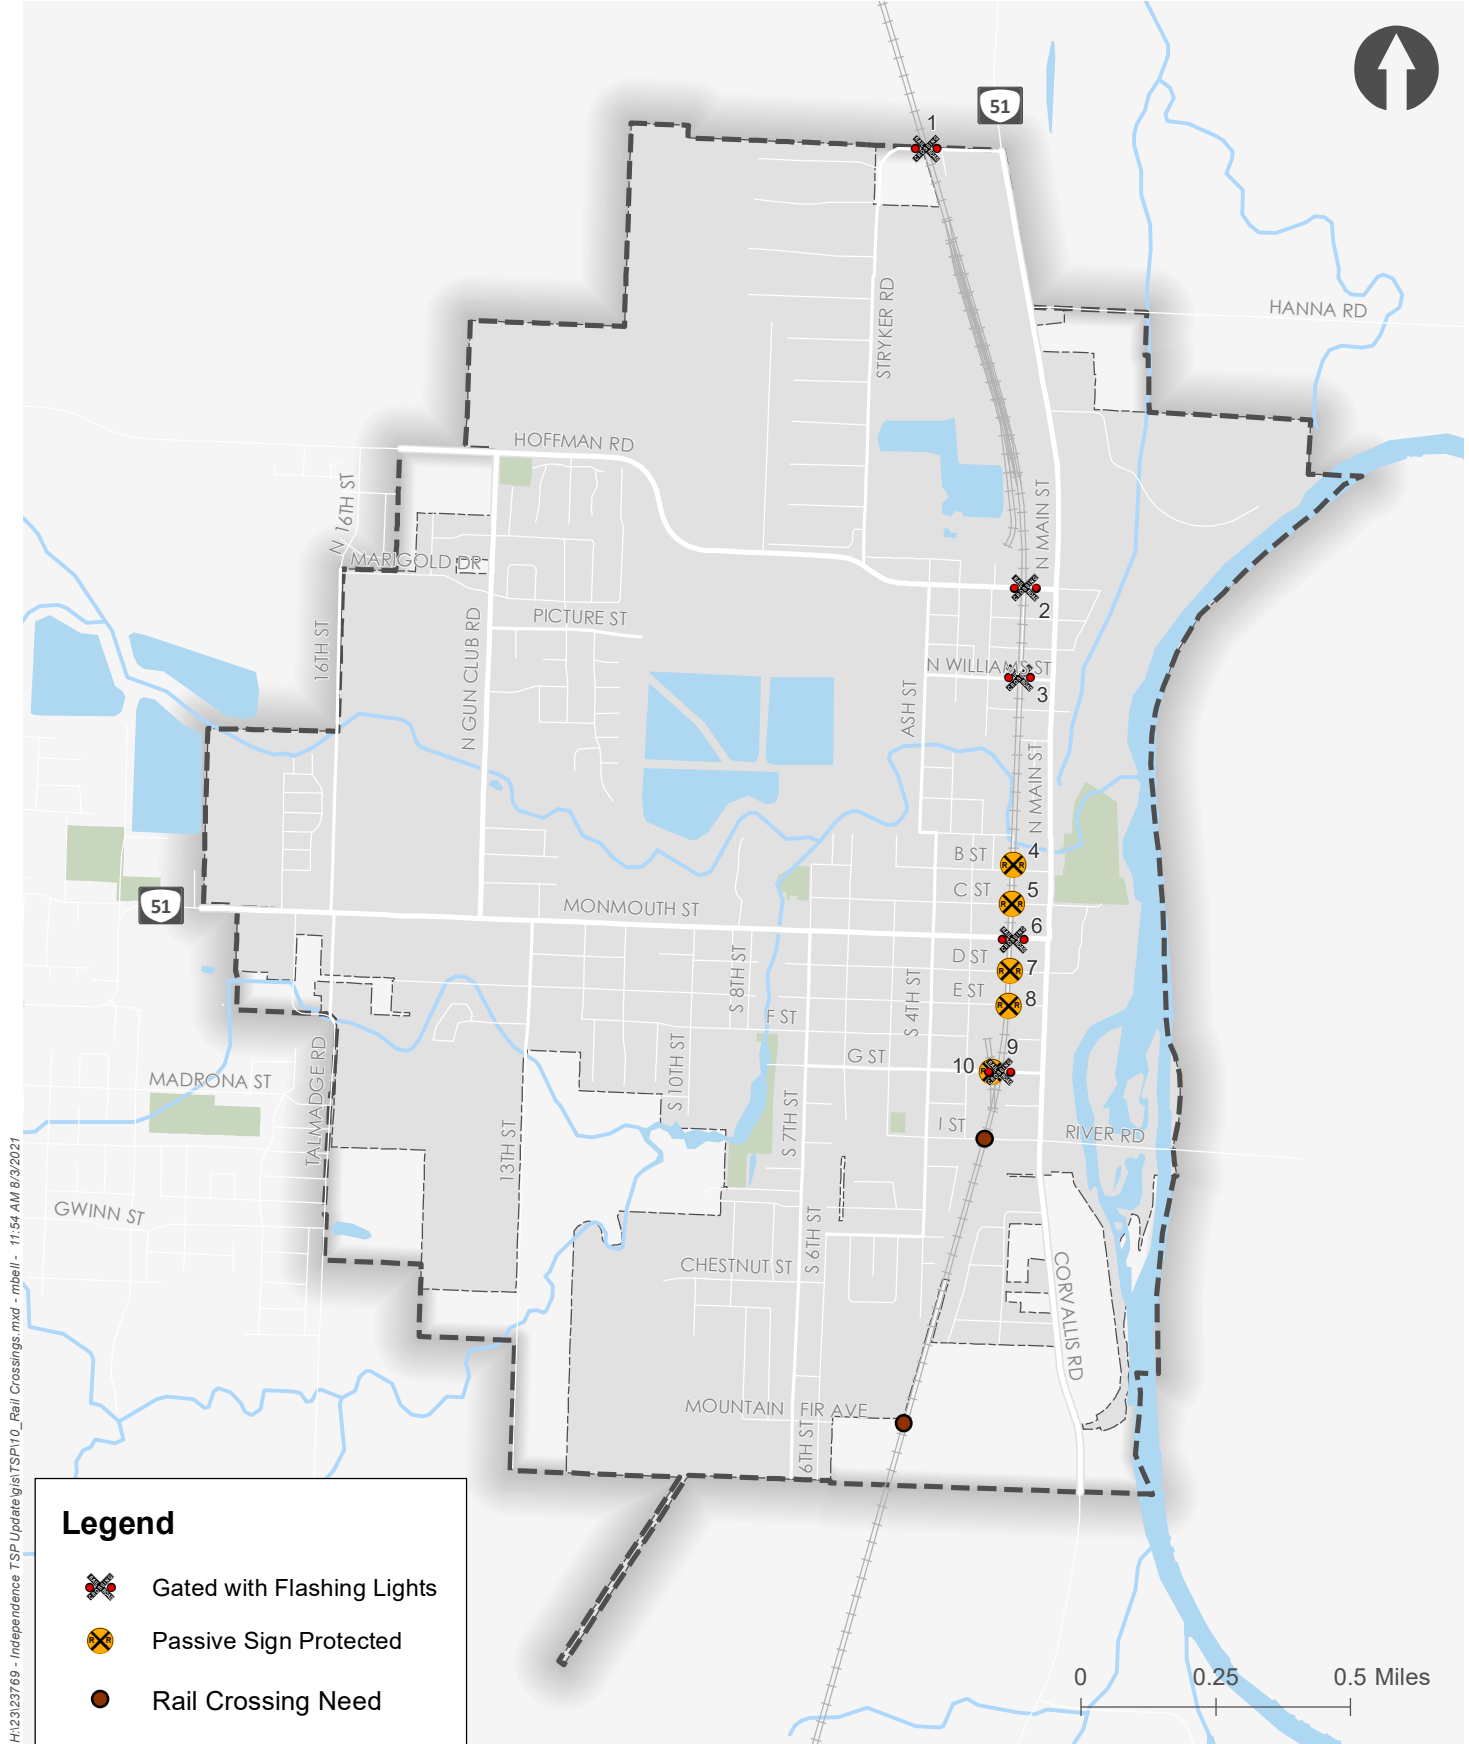 51
1
HANNA RD
STRYKER RD
HOFFMAN RD
N 16TH ST
N MAIN ST
MARIGOLD DR
2
PICTURE ST
N GUN CLUB RD
16TH ST
N WILLIAMS ST
3
ASH ST
N MAIN ST
B ST
4
C ST
5
51
MONMOUTH ST
6
D ST
7
S 8TH ST
S 4TH ST
E ST
8
F ST
9
G ST
10
S 10TH ST
TALMADGE RD
MADRONA ST
S 7TH ST
I ST
RIVER RD
13TH ST
GWINN ST
S 6TH ST
CHESTNUT ST
CORVALLIS RD
MOUNTAIN FIR AVE
6TH ST
Legend
Gated with Flashing Lights
Passive Sign Protected
Rail Crossing Need
0 0.25 0.5 Miles
H:\23\23769 - Independence TSP Update\gis\TSP\10_Rail Crossings.mxd - mbell - 11:54 AM 8/3/2021